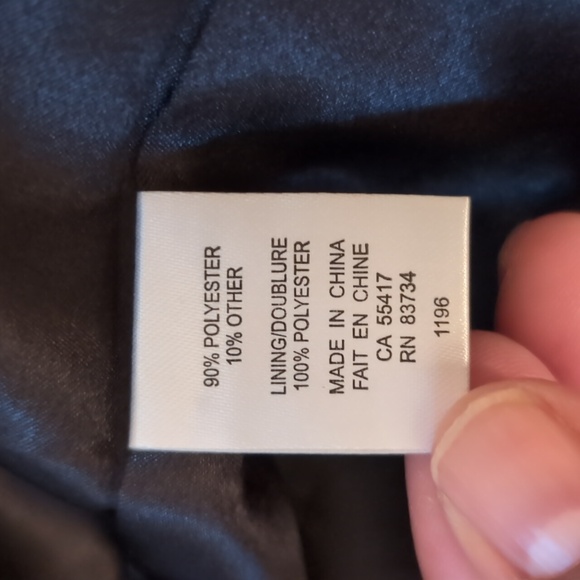 90% POLYESTER
10% OTHER
LINING/DOUBLURE
100% POLYESTER
MADE IN CHINA
FAIT EN CHINE
CA 55417
RN 83734
1196